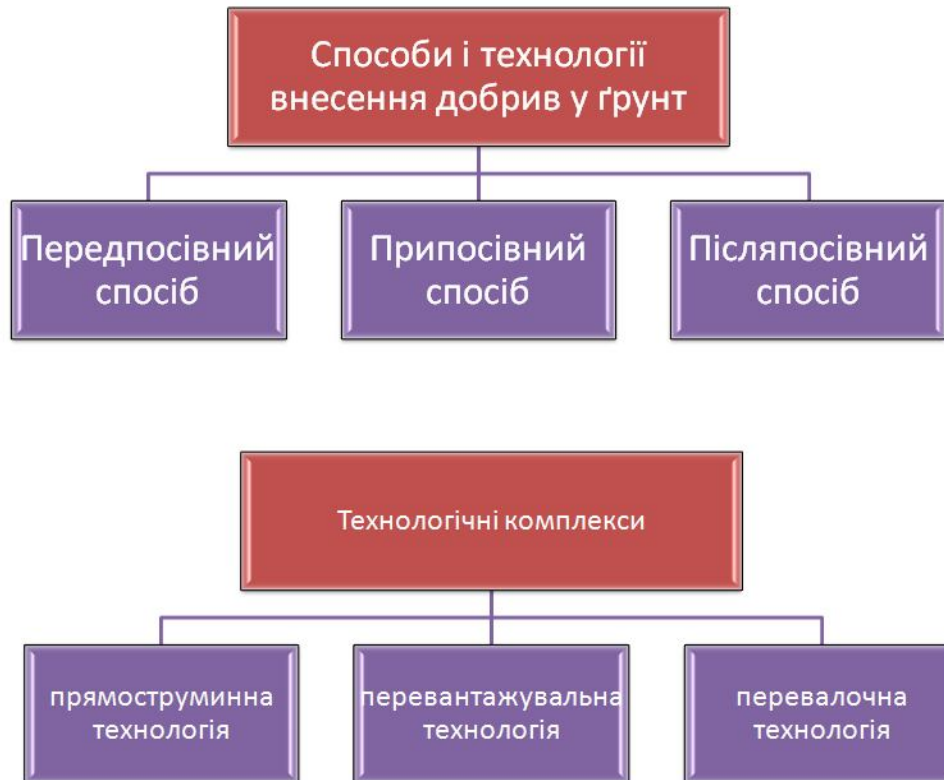 Способи і технології
внесення добрив у ґрунт
Передпосівний
спосіб
Припосівний
спосіб
Післяпосівний
спосіб
Технологічні комплекси
прямоструминна
технологія
перевантажувальна
технологія
перевалочна
технологія